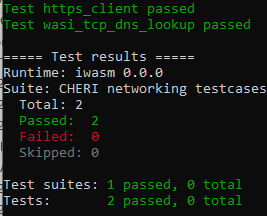 Test https_client passed
Test wasi_tcp_dns_lookup passed
===== Test results =====
Runtime: iwasm 0.0.0
Suite: CHERI networking testcases
Total: 2
Passed: 2
Failed: 0
Skipped: 0
Test suites: 1 passed, 0 total
Tests: 2 passed, 0 total